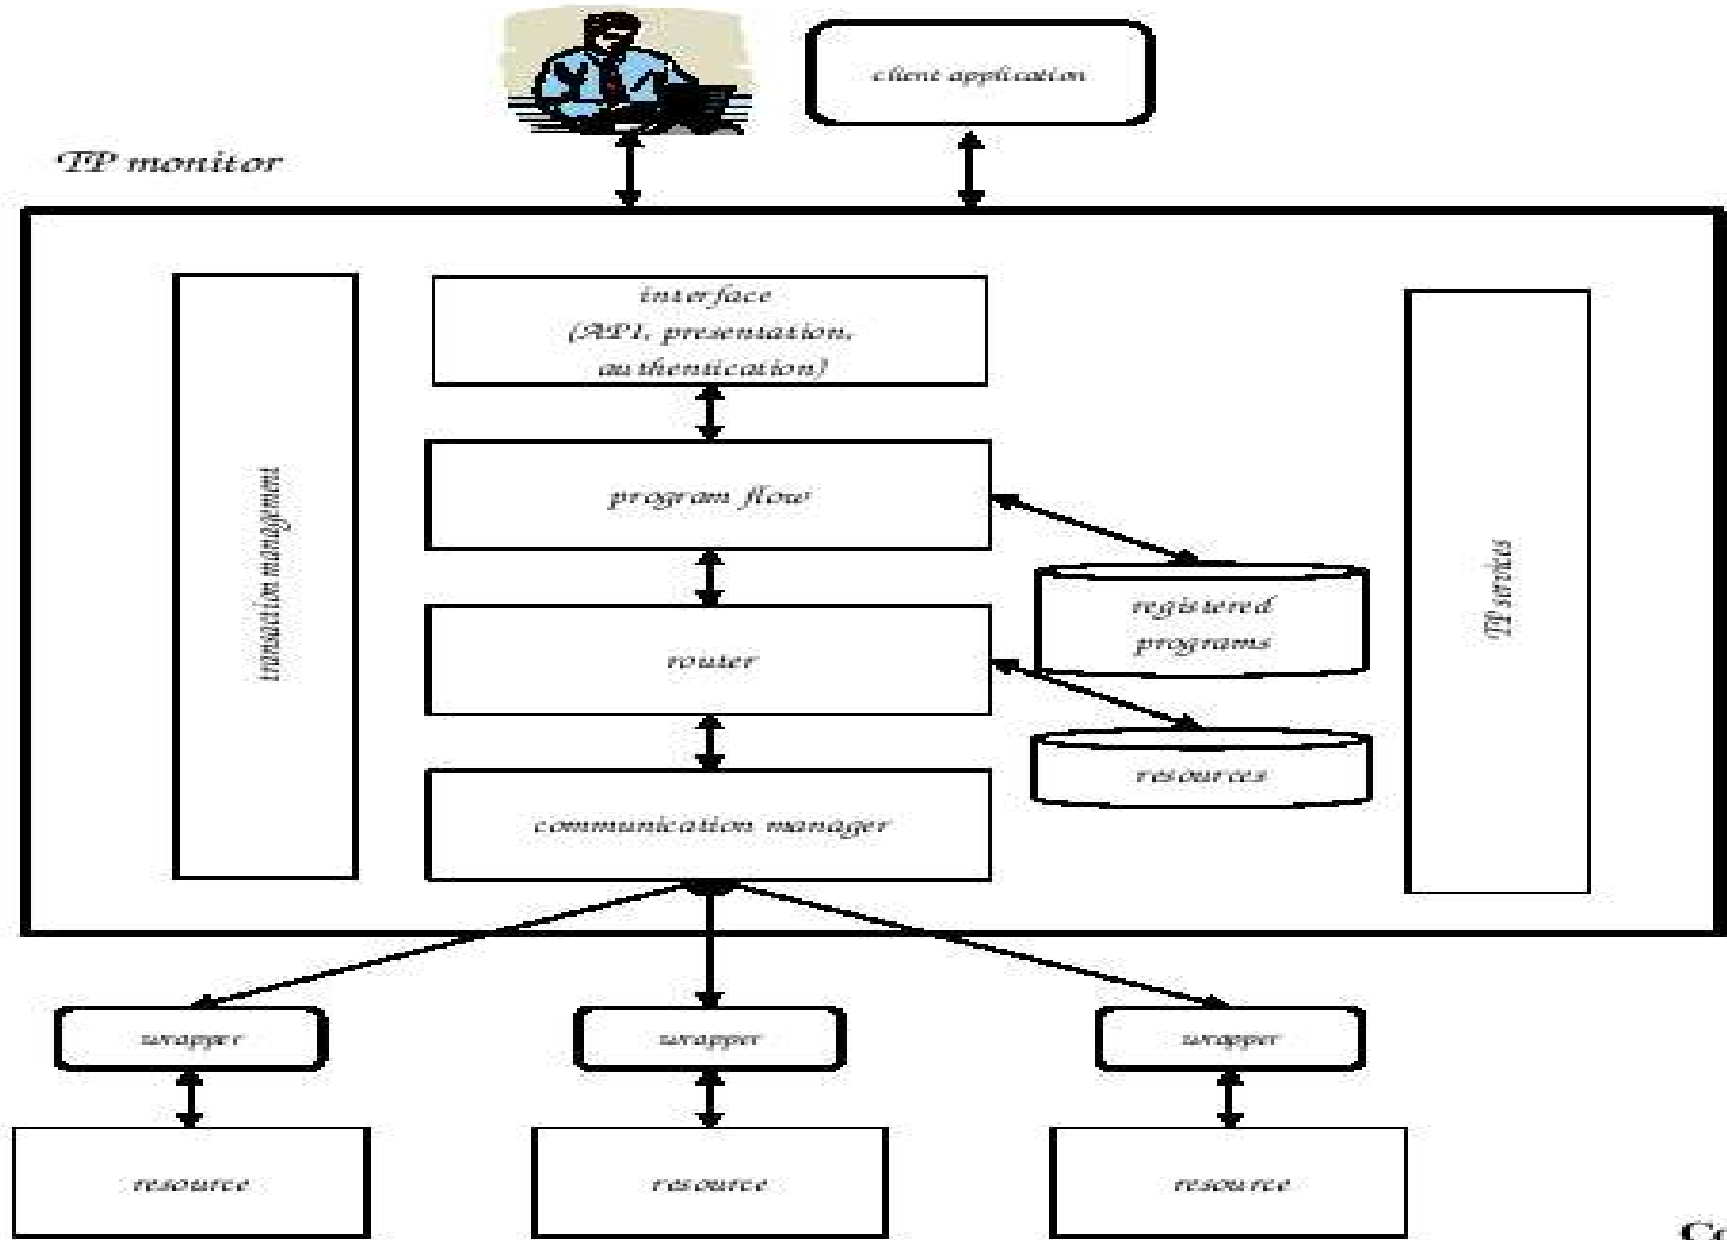 client application
TP monitor
interface
(API, presentation,
authentication)
program flow
transaction management
registered
programs
TP services
router
resources
communication manager
wrapper
wrapper
wrapper
resource
resource
resource